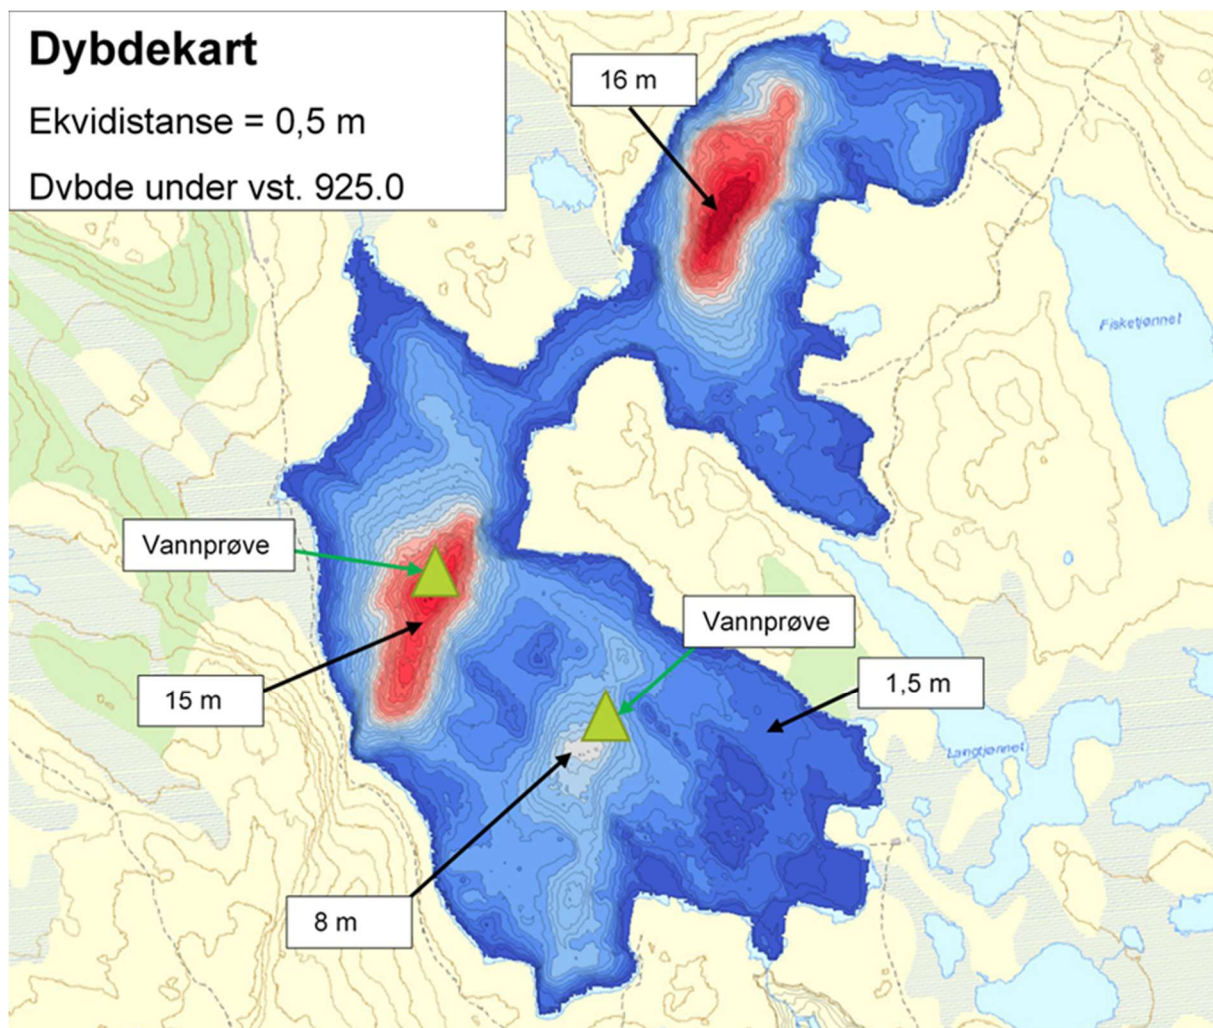 Dybdekart
Ekvidistanse = 0,5 m
Dvbde under vst. 925.0
16 m
Fisketjønnet
Vannprøve
Vannprøve
15 m
1,5 m
Langtjønnet
8 m